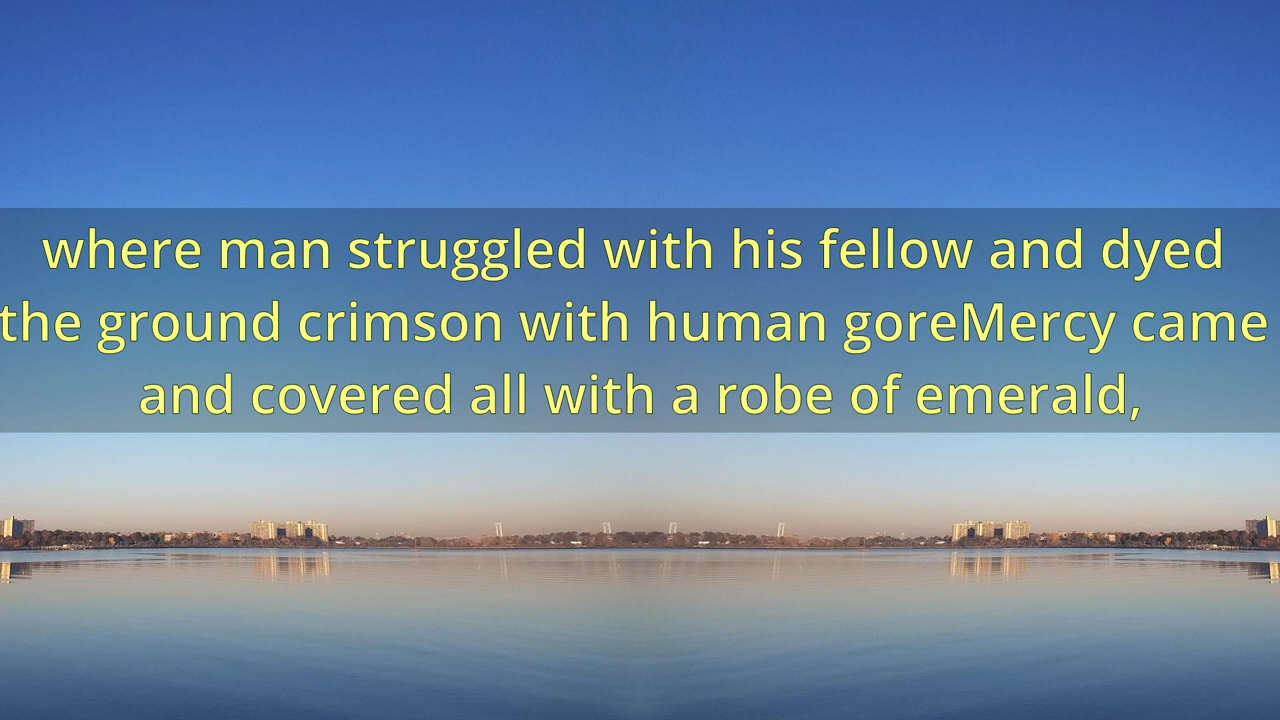 where man struggled with his fellow and dyed
the ground crimson with human goreMercy came
and covered all with a robe of emerald,